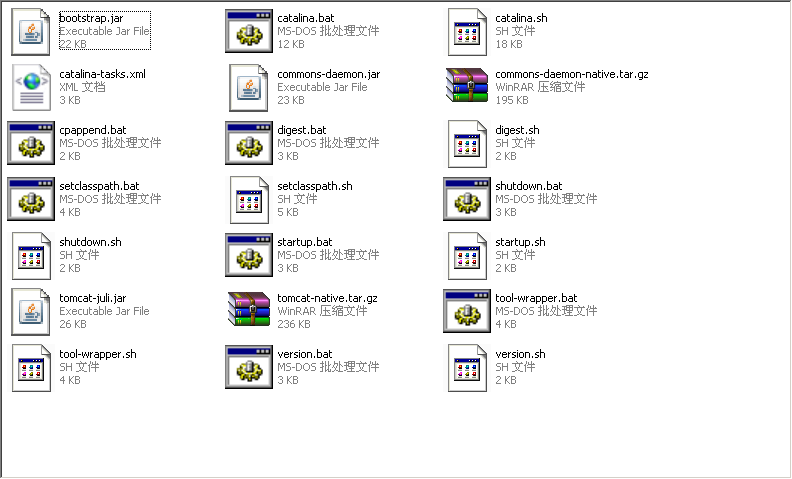 bootstrap.jar
Executable Jar File
22 KB
catalina.bat
MS-DOS 批处理文件
12 KB
catalina.sh
SH 文件
18 KB
catalina-tasks.xml
XML 文档
3 KB
commons-daemon.jar
Executable Jar File
23 KB
commons-daemon-native.tar.gz
WinRAR 压缩文件
195 KB
cpappend.bat
MS-DOS 批处理文件
2 KB
digest.bat
MS-DOS 批处理文件
3 KB
digest.sh
SH 文件
2 KB
setclasspath.bat
MS-DOS 批处理文件
4 KB
setclasspath.sh
SH 文件
5 KB
shutdown.bat
MS-DOS 批处理文件
3 KB
shutdown.sh
SH 文件
2 KB
startup.bat
MS-DOS 批处理文件
3 KB
startup.sh
SH 文件
2 KB
tomcat-juli.jar
Executable Jar File
26 KB
tomcat-native.tar.gz
WinRAR 压缩文件
236 KB
tool-wrapper.bat
MS-DOS 批处理文件
4 KB
tool-wrapper.sh
SH 文件
4 KB
version.bat
MS-DOS 批处理文件
3 KB
version.sh
SH 文件
2 KB